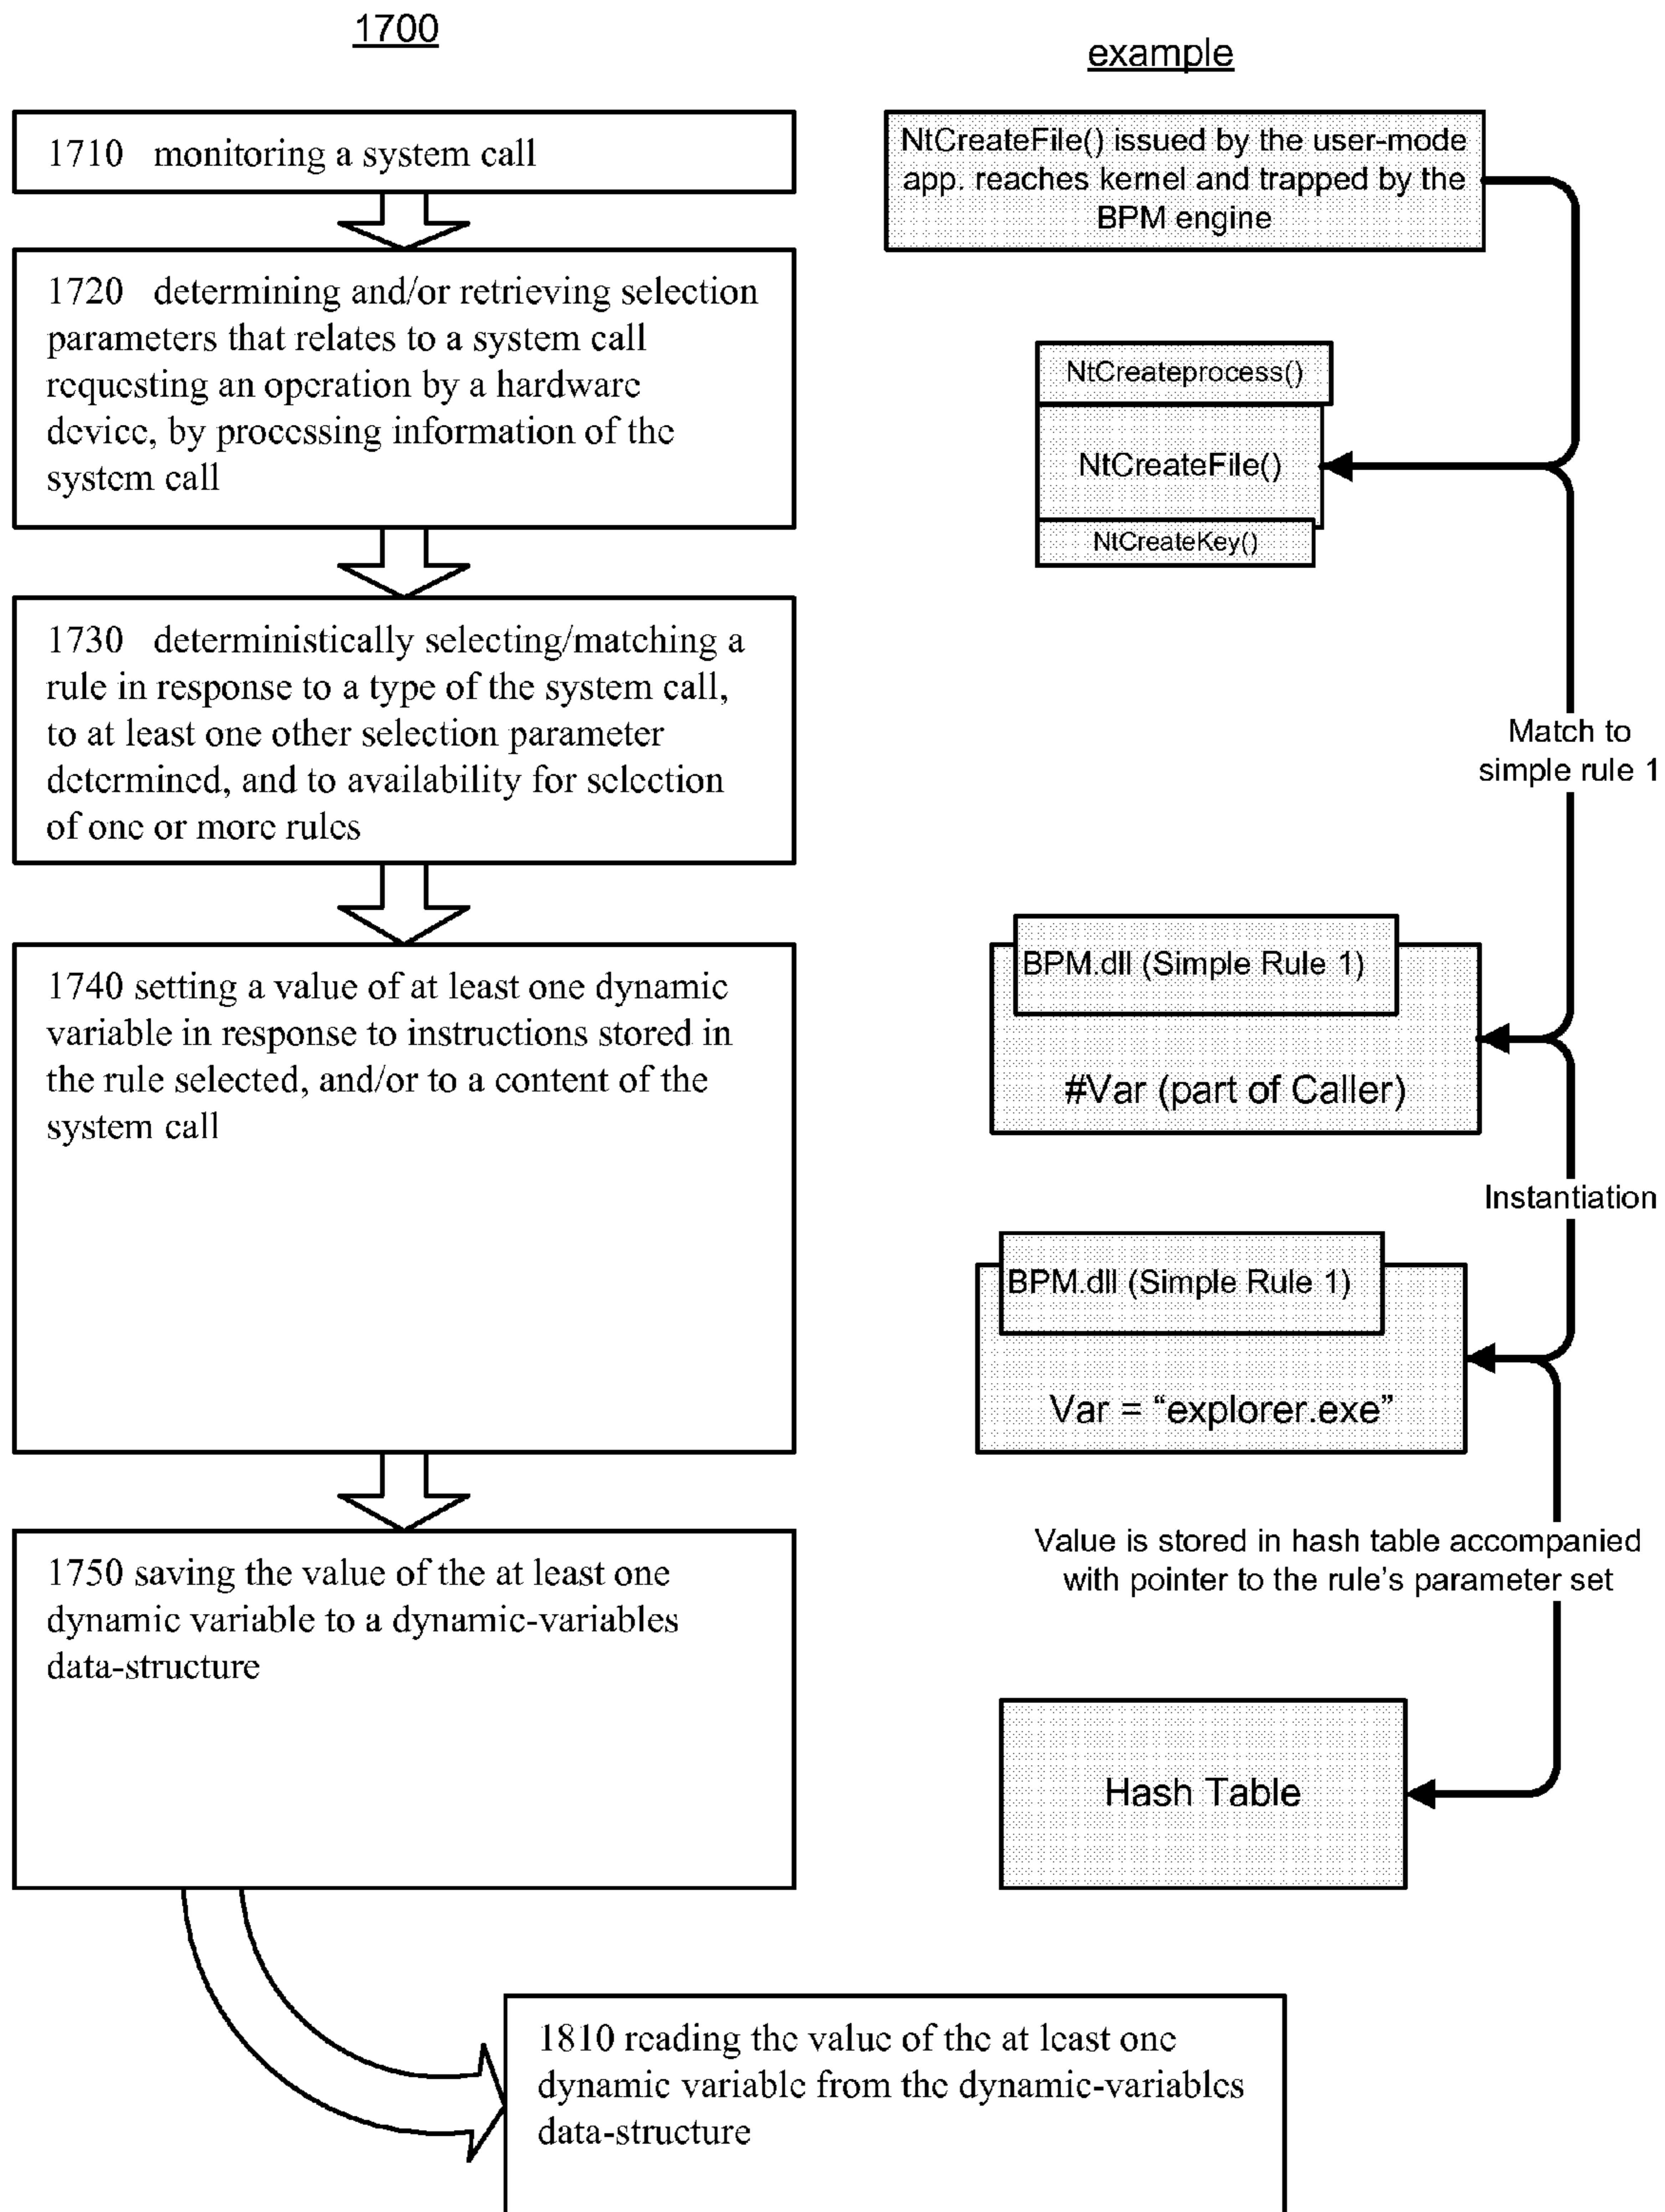 1700
1710 monitoring a system call
1720 determining and/or retrieving selection
parameters that relates to a system call
requesting an operation by a hardware
device, by processing information of the
system call
1730 deterministically selecting/matching a
rule in response to a type of the system call,
to at least one other selection parameter
determined, and to availability for selection
of one or more rules
1740 setting a value of at least one dynamic
variable in response to instructions stored in
the rule selected, and/or to a content of the
system call
1750 saving the value of the at least one
dynamic variable to a dynamic-variables
data-structure
1810 reading the value of the at least one
dynamic variable from the dynamic-variables
data-structure
example
NtCreateFile() issued by the user-mode
app. reaches kernel and trapped by the
BPM engine
NtCreateprocess()
NtCreateFile()
NtCreateKey()
Match to
simple rule 1
BPM.dll (Simple Rule 1)
#Var (part of Caller)
Instantiation
BPM.dll (Simple Rule 1)
Var = “explorer.exe”
Value is stored in hash table accompanied
with pointer to the rule’s parameter set
Hash Table